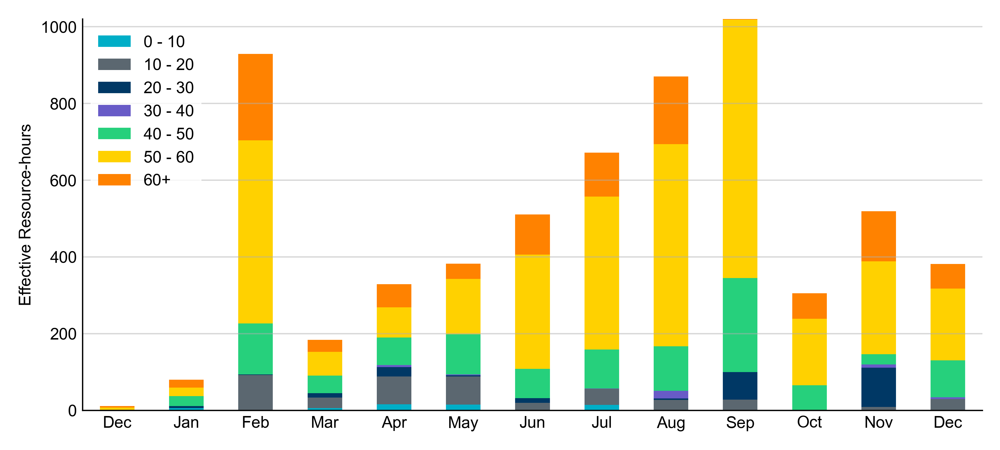 Effective Resource-hours
1000
800
600
400
200
0
0 - 10
10 - 20
20 - 30
30 - 40
40 - 50
50 - 60
60+
Dec Jan Feb Mar Apr May Jun Jul Aug Sep Oct Nov Dec